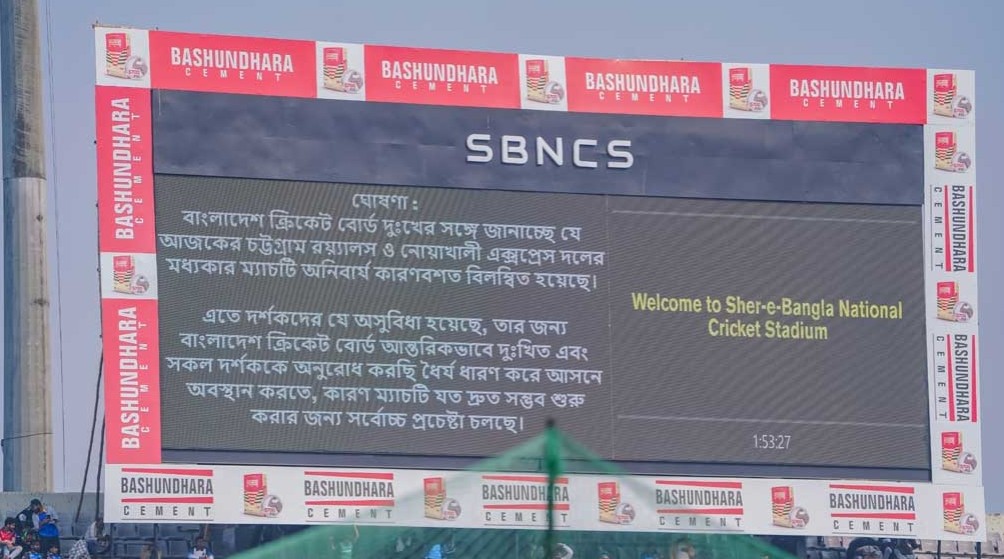 BASHUNDHARA
CEMENT
BASHUNDHARA
CEMENT
BASHUNDHARA
CEMENT
BASHUNDHARA
CEMENT
BASHUNDHARA
CEMENT
BASHUNDHARA
CEMENT
SBNCS
ঘোষণা :
বাংলাদেশ ক্রিকেট বোর্ড দুঃখের সঙ্গে জানাচ্ছে যে
আজকের চট্টগ্রাম রয়্যালস ও নোয়াখালী এক্সপ্রেস দলের
মধ্যকার ম্যাচটি অনিবার্য কারণবশত বিলম্বিত হয়েছে।
এতে দর্শকদের যে অসুবিধা হয়েছে, তার জন্য
বাংলাদেশ ক্রিকেট বোর্ড আন্তরিকভাবে দুঃখিত এবং
সকল দর্শককে অনুরোধ করছি ধৈর্য ধারণ করে আসনে
অবস্থান করতে, কারণ ম্যাচটি যত দ্রুত সম্ভব শুরু
করার জন্য সর্বোচ্চ প্রচেষ্টা চলছে।
Welcome to Sher-e-Bangla National
Cricket Stadium
1:53:27
BASHUNDHARA
CEMENT
BASHUNDHARA
CEMENT
BASHUNDHARA
CEMENT
BASHUNDHARA
CEMENT
BASHUNDHARA
CEMENT
BASHUNDHARA
CEMENT
BASHUNDHARA
CEMENT